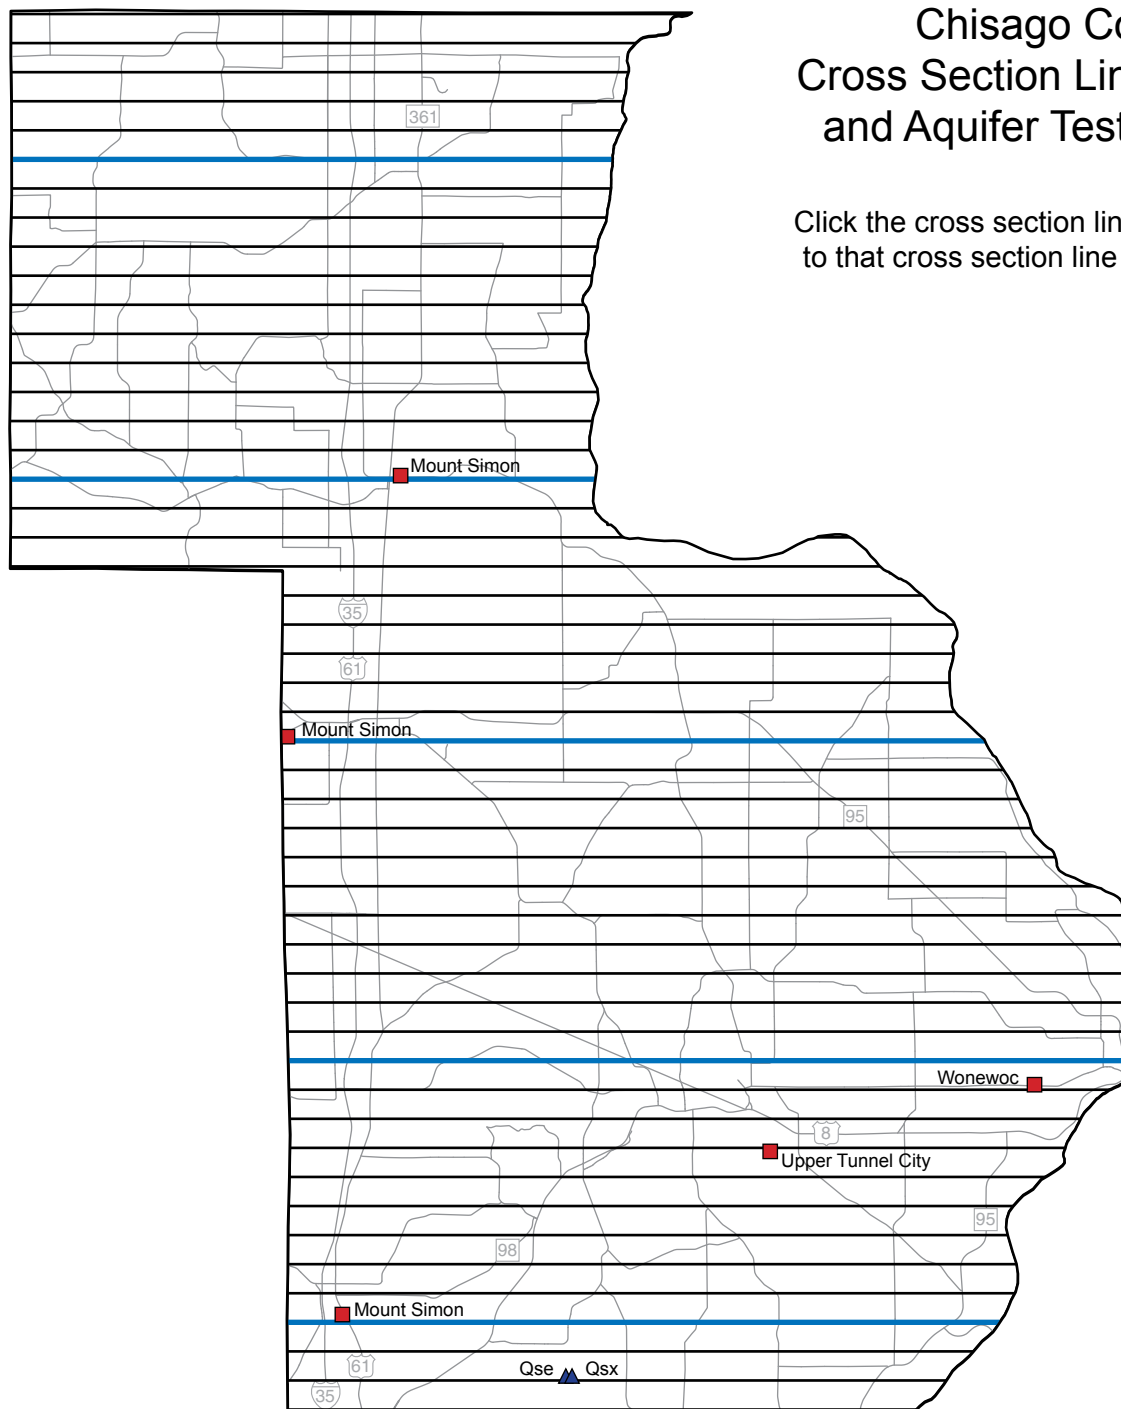 Chisago Co
Cross Section Lin
and Aquifer Test
Click the cross section lin
to that cross section line
361
Mount Simon
35
61
Mount Simon
95
Wonewoc
8
Upper Tunnel City
95
98
Mount Simon
61
Qse
Qsx
35